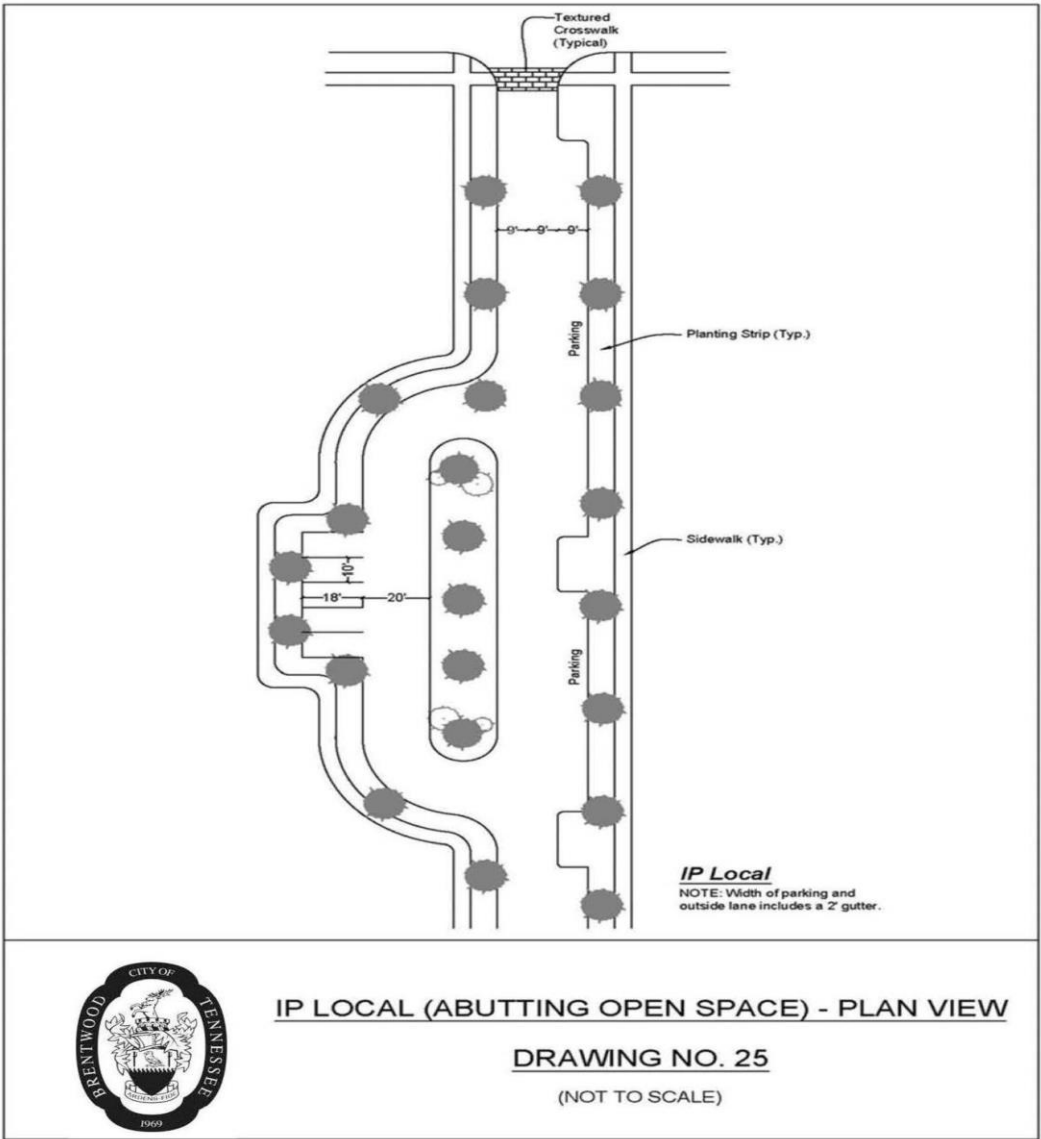 Textured
Crosswalk
(Typical)
9' 9' 9'
Parking
Planting Strip (Typ.)
Sidewalk (Typ.)
10'
18' 20'
Parking
IP Local
NOTE: Width of parking and
outside lane includes a 2' gutter.
CITY OF
BRENTWOOD
TENNESSEE
ARDENS FIDE
1969
IP LOCAL (ABUTTING OPEN SPACE) - PLAN VIEW
DRAWING NO. 25
(NOT TO SCALE)